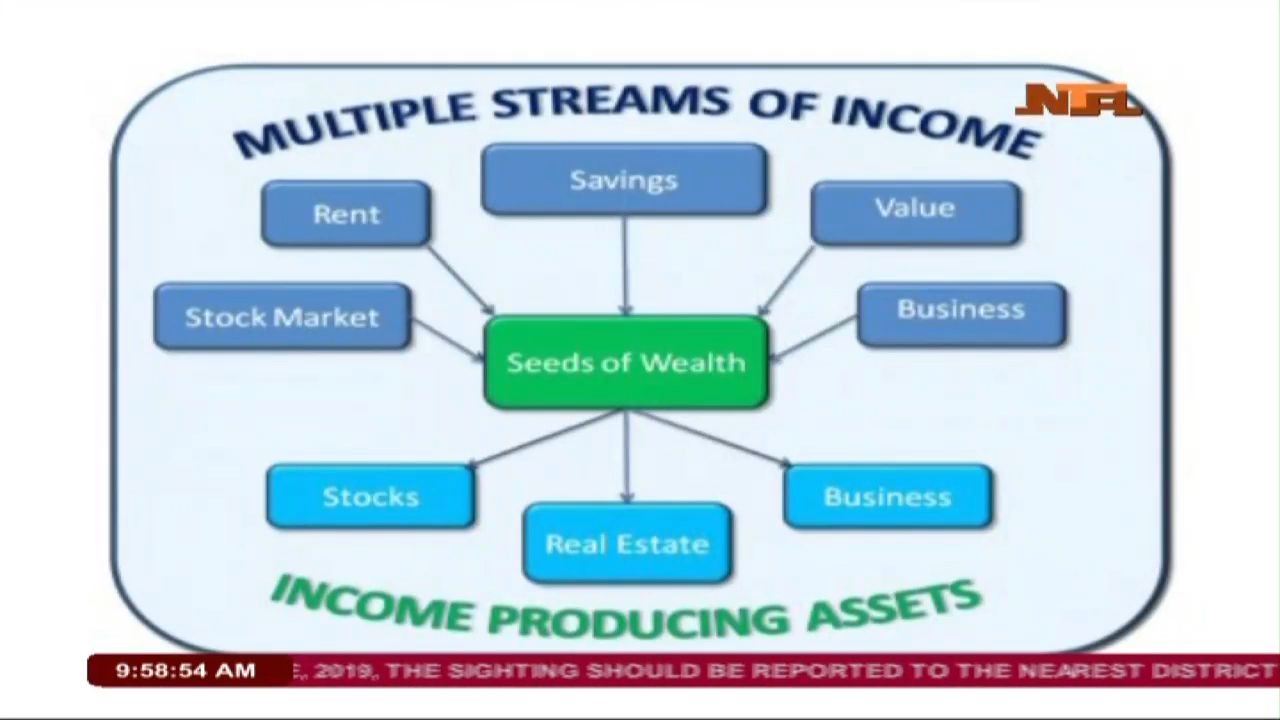 MULTIPLE STREAMS OF INCOME
NTA
Savings
Rent
Value
Stock Market
Business
Seeds of Wealth
Stocks
Business
Real Estate
INCOME PRODUCING ASSETS
9:58:54 AM
, 2019, THE SIGHTING SHOULD BE REPORTED TO THE NEAREST DISTRICT